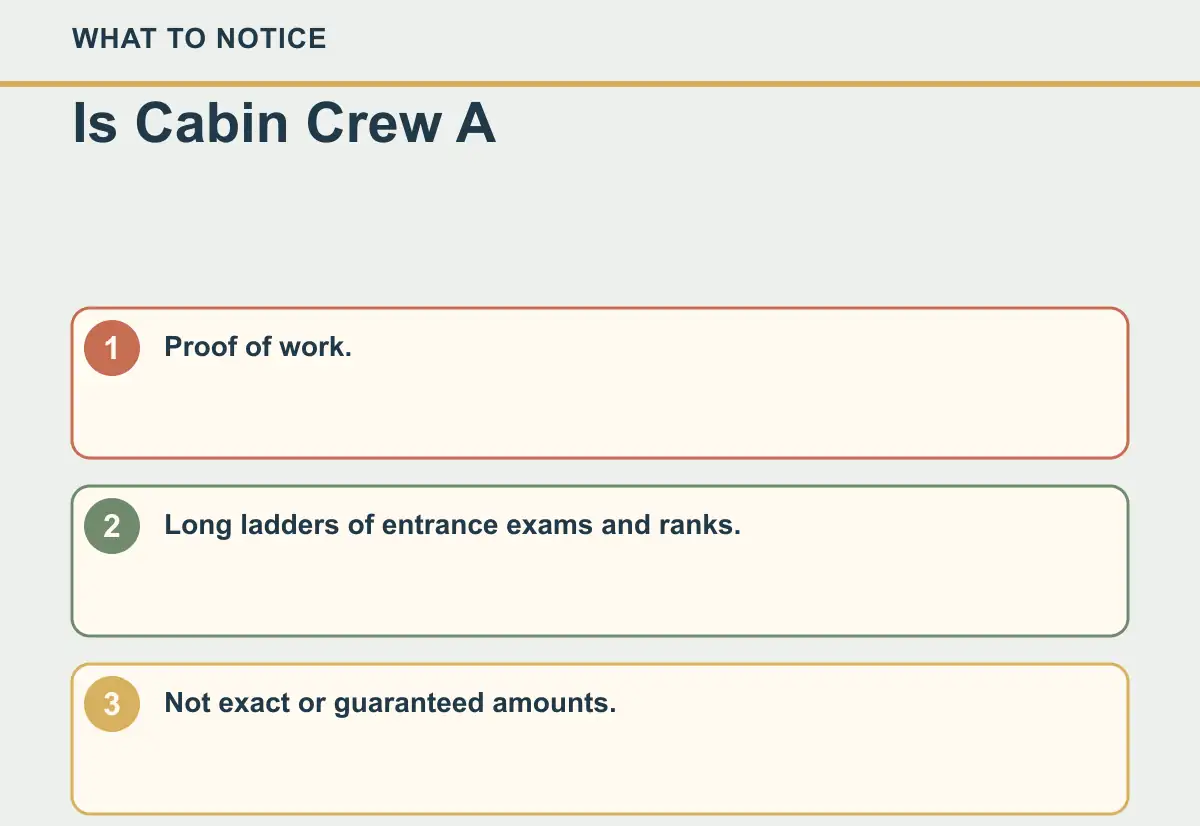 WHAT TO NOTICE
Is Cabin Crew A
1 Proof of work.
2 Long ladders of entrance exams and ranks.
3 Not exact or guaranteed amounts.